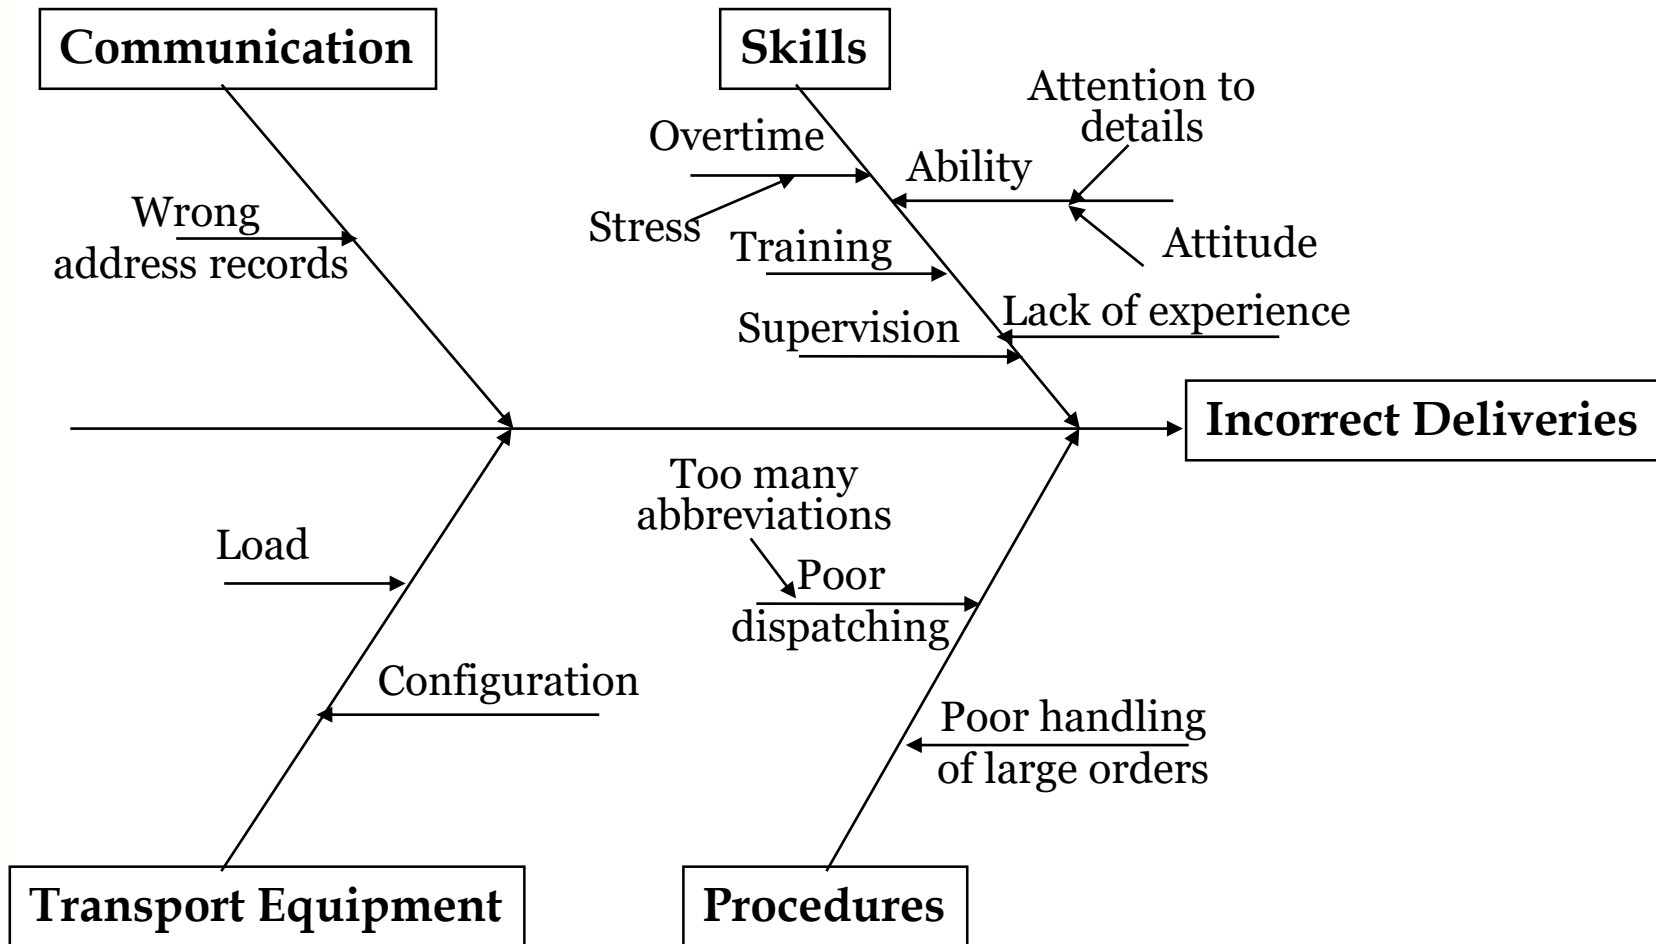 Communication
Skills
Attention to
details
Overtime
Ability
Wrong
address records
Stress
Training
Attitude
Lack of experience
Supervision
Incorrect Deliveries
Too many
abbreviations
Load
Poor
dispatching
Configuration
Poor handling
of large orders
Transport Equipment
Procedures